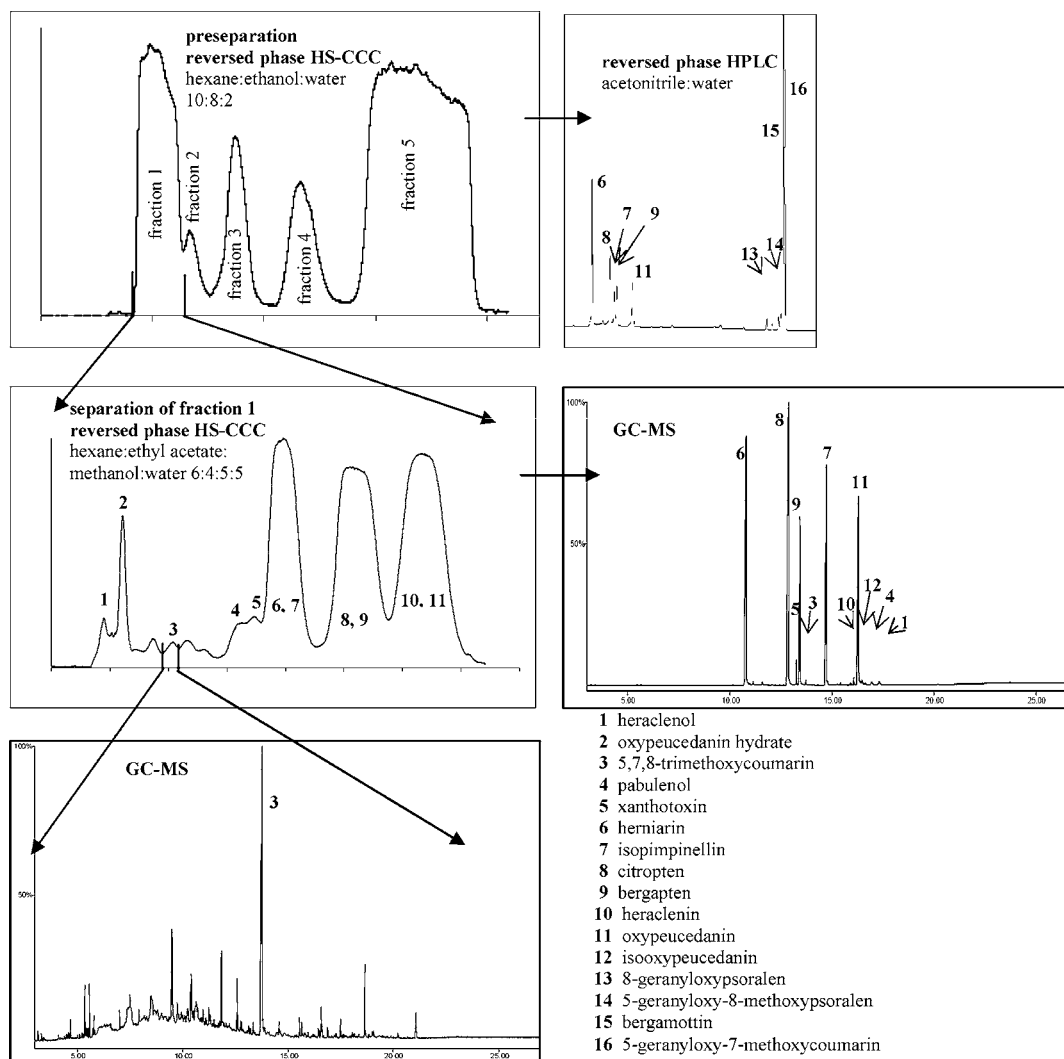 preseparation
reversed phase HS-CCC
hexane:ethanol:water
10:8:2
fraction 1
fraction 2
fraction 3
fraction 4
fraction 5
reversed phase HPLC
acetonitrile:water
16
15
6
7
9
8
11
13
14
separation of fraction 1
reversed phase HS-CCC
hexane:ethyl acetate:
methanol:water 6:4:5:5
2
1
3
4
5
6, 7
8, 9
10, 11
GC-MS
100%
50%
8
6
7
9
11
5
3
10
12
4
1
5.00 10.00 15.00 20.00 25.00
GC-MS
100%
50%
3
5.00 10.00 15.00 20.00 25.00
1 heraclenol
2 oxypeucedanin hydrate
3 5,7,8-trimethoxycoumarin
4 pabulenol
5 xanthotoxin
6 herniarin
7 isopimpinellin
8 citropten
9 bergapten
10 heraclenin
11 oxypeucedanin
12 isooxypeucedanin
13 8-geranyloxypsoralen
14 5-geranyloxy-8-methoxypsoralen
15 bergamottin
16 5-geranyloxy-7-methoxycoumarin